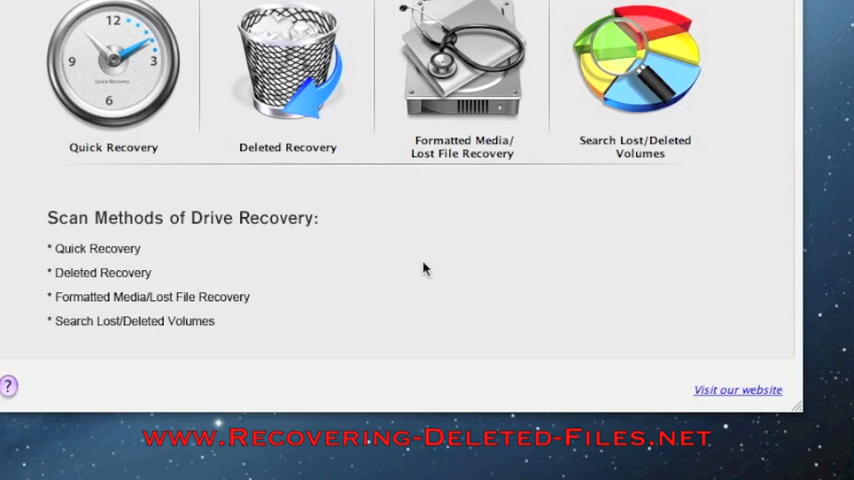 12
9
3
Quick Recovery
6
Quick Recovery
Deleted Recovery
Formatted Media/
Lost File Recovery
Search Lost/Deleted
Volumes
Scan Methods of Drive Recovery:
* Quick Recovery
* Deleted Recovery
* Formatted Media/Lost File Recovery
* Search Lost/Deleted Volumes
?
Visit our website
www.Recovering-Deleted-Files.net